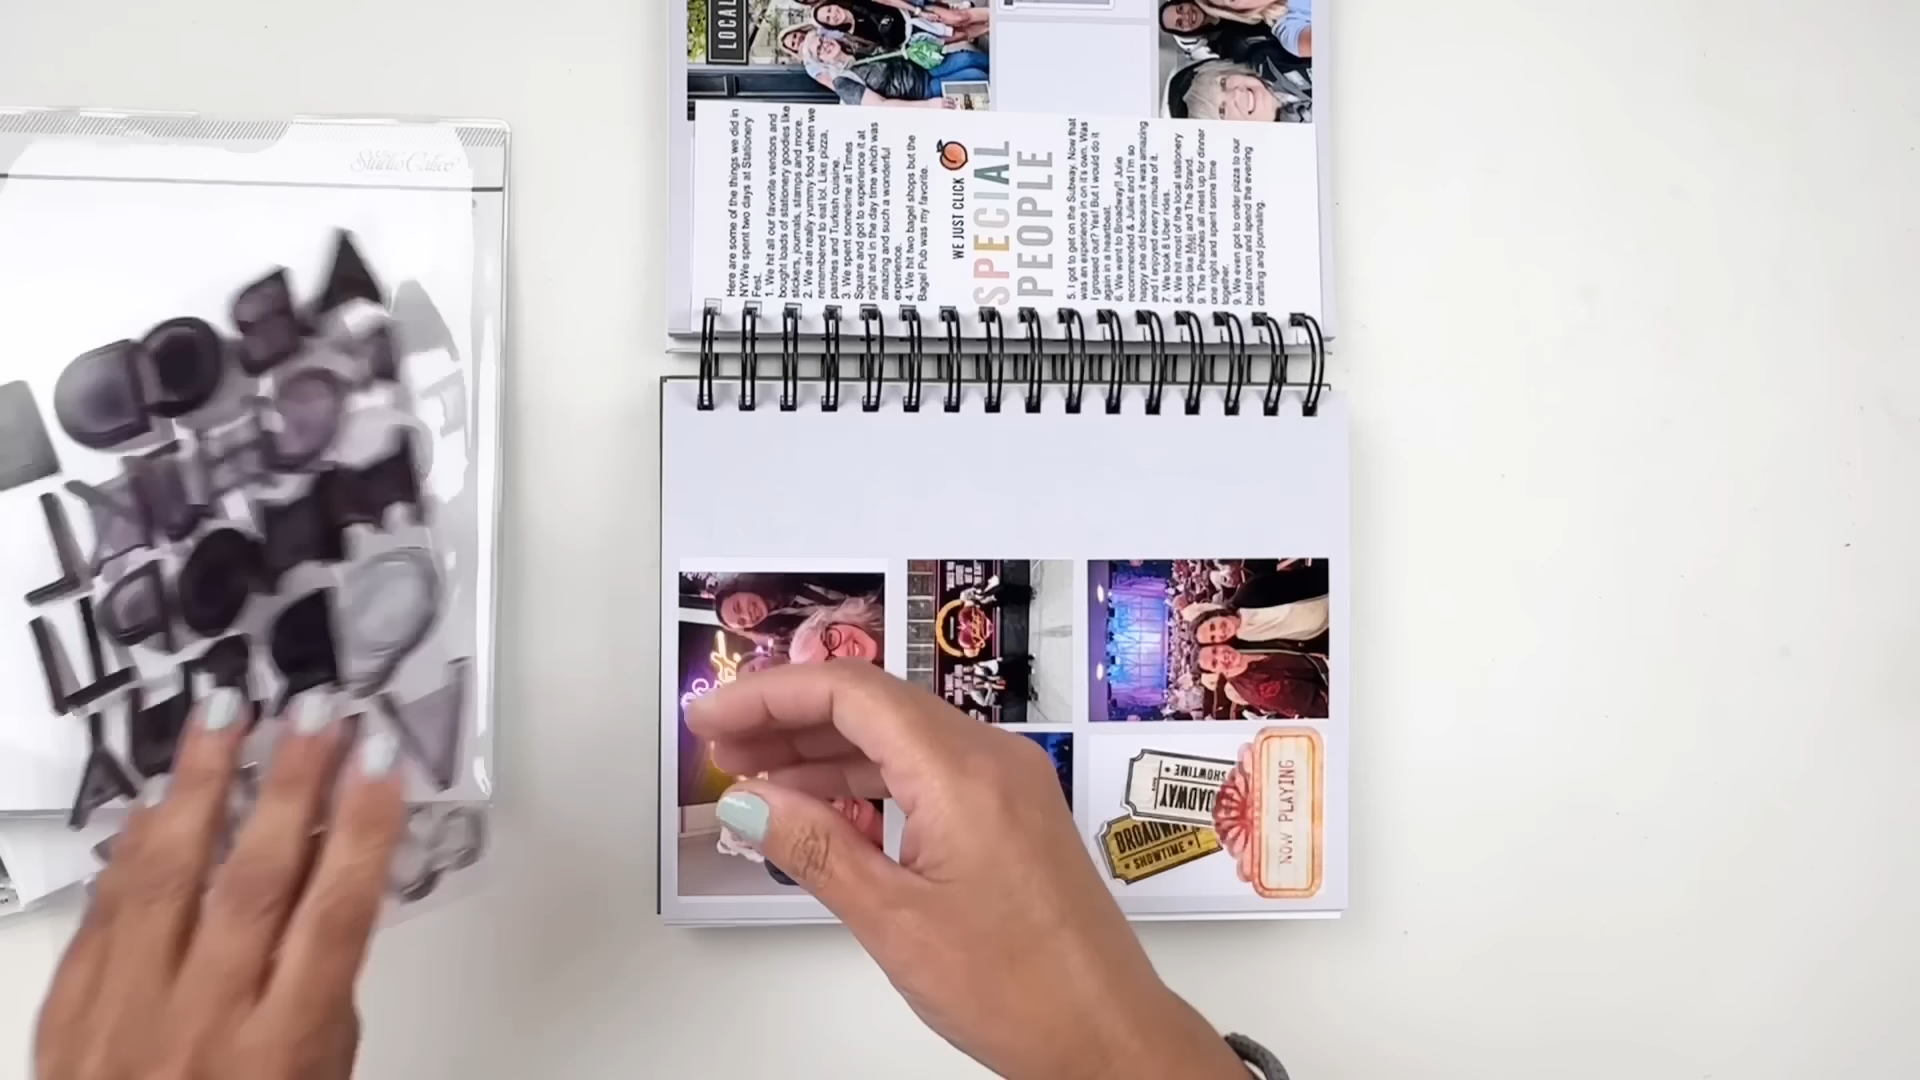 LOCAL
Here are some of the things we did in
NY.We spent two days at Stationery
Fest.
1. We hit all our favorite vendors and
bought loads of stationery goodies like
stickers, journals, stamps and more.
2. We ate really yummy food when we
remembered to eat lol. Like pizza,
pastries and Turkish cuisine.
3. We spent sometime at Times
Square and got to experience it at
night and in the day time which was
amazing and such a wonderful
experience.
4. We hit two bagel shops but the
Bagel Pub was my favorite.
WE JUST CLICK
SPECIAL
PEOPLE
5. I got to get on the Subway. Now that
was an experience in on it's own. Was
I grossed out? Yes! But I would do it
again in a heartbeat.
6. We went to Broadway!! Julie
recommended & Juliet and I'm so
happy she did because it was amazing
and I enjoyed every minute of it.
7. We took 8 Uber rides.
8. We hit most of the local stationery
shops like Muji and The Strand.
9. The Peaches all meet up for dinner
one night and spent some time
together.
9. We even got to order pizza to our
hotel room and spend the evening
crafting and journaling.
Studio Calico
SHOWTIME
BROADWAY
SHOWTIME
NOW PLAYING